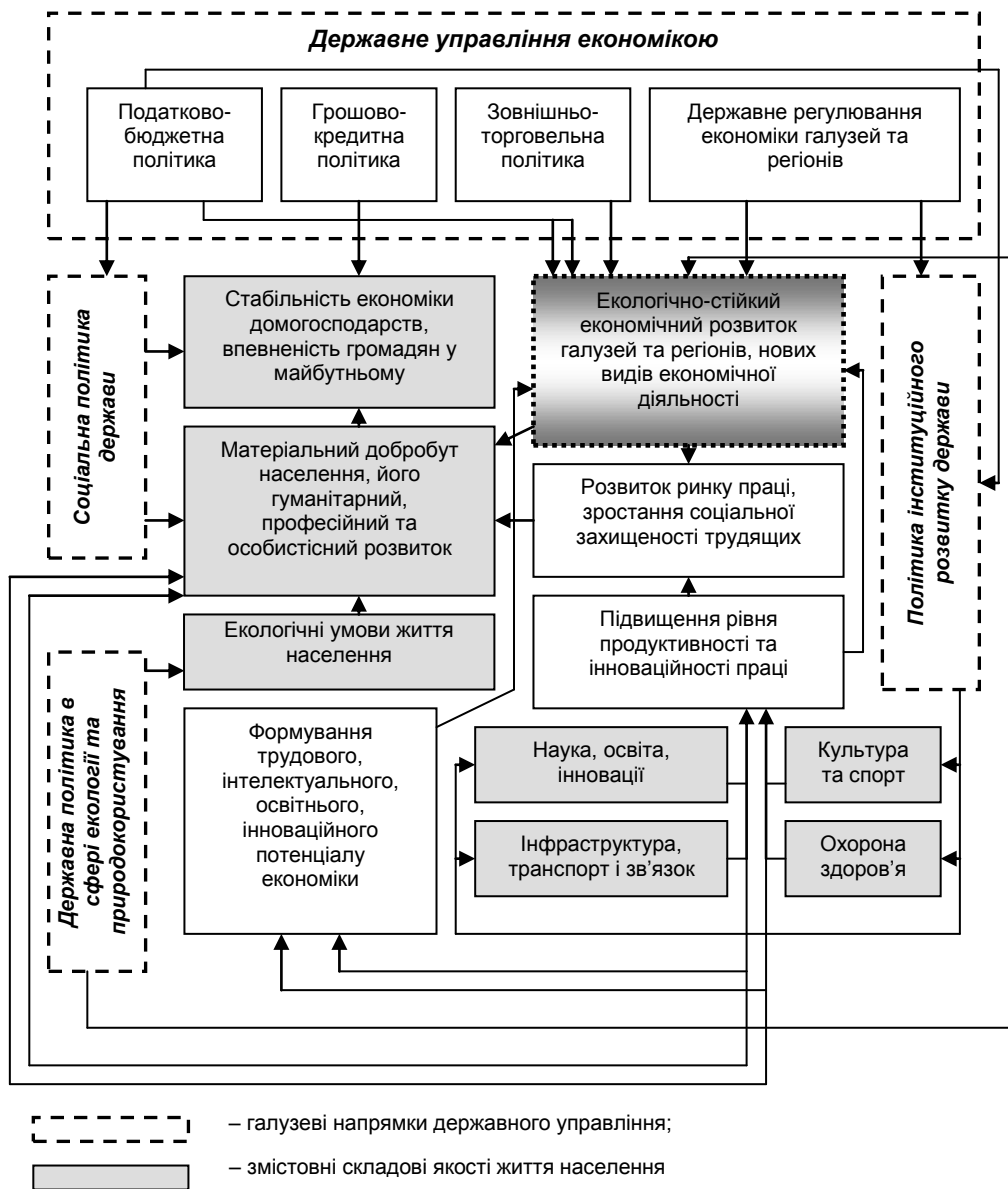 Державне управління економікою
Податково-
бюджетна
політика
Грошово-
кредитна
політика
Зовнішньо-
торговельна
політика
Державне регулювання
економіки галузей та
регіонів
Соціальна політика
держави
Стабільність економіки
домогосподарств,
впевненість громадян у
майбутньому
Екологічно-стійкий
економічний розвиток
галузей та регіонів, нових
видів економічної
діяльності
Політика інституційного
розвитку держави
Матеріальний добробут
населення, його
гуманітарний,
професійний та
особистісний розвиток
Розвиток ринку праці,
зростання соціальної
захищеності трудящих
Екологічні умови життя
населення
Підвищення рівня
продуктивності та
інноваційності праці
Державна політика в
сфері екології та
природокористування
Формування
трудового,
інтелектуального,
освітнього,
інноваційного
потенціалу
економіки
Наука, освіта,
інновації
Культура
та спорт
Інфраструктура,
транспорт і зв’язок
Охорона
здоров’я
– галузеві напрямки державного управління;
– змістовні складові якості життя населення